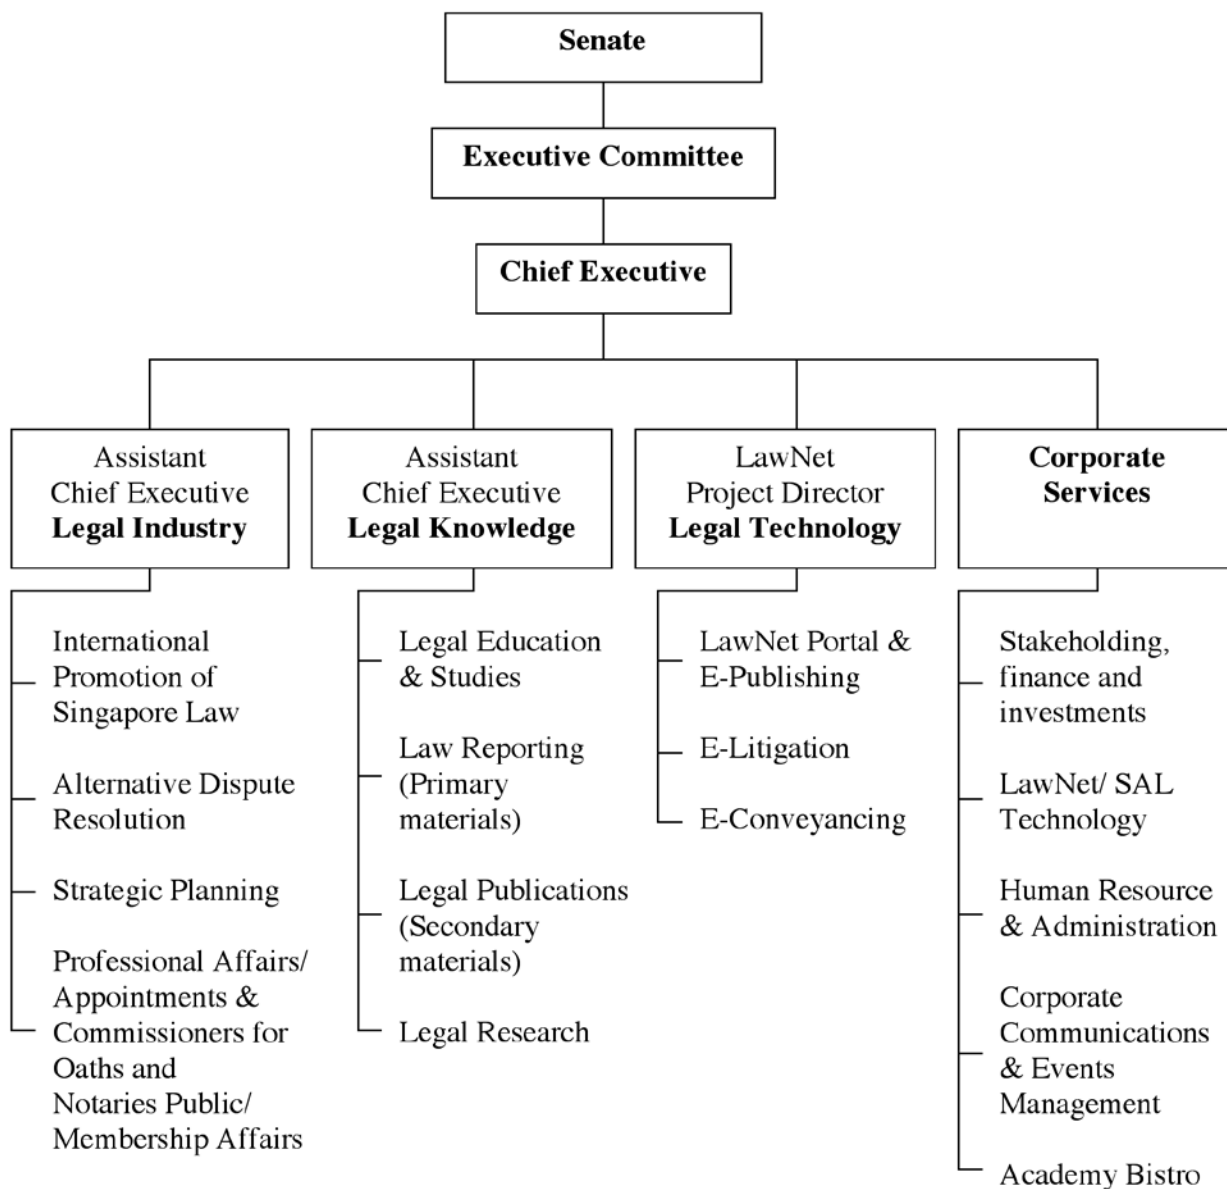 Senate
Executive Committee
Chief Executive
Assistant
Chief Executive
Legal Industry
Assistant
Chief Executive
Legal Knowledge
LawNet
Project Director
Legal Technology
Corporate
Services
International
Promotion of
Singapore Law
Alternative Dispute
Resolution
Strategic Planning
Professional Affairs/
Appointments &
Commissioners for
Oaths and
Notaries Public/
Membership Affairs
Legal Education
& Studies
Law Reporting
(Primary
materials)
Legal Publications
(Secondary
materials)
Legal Research
LawNet Portal &
E-Publishing
E-Litigation
E-Conveyancing
Stakeholding,
finance and
investments
LawNet/ SAL
Technology
Human Resource
& Administration
Corporate
Communications
& Events
Management
Academy Bistro